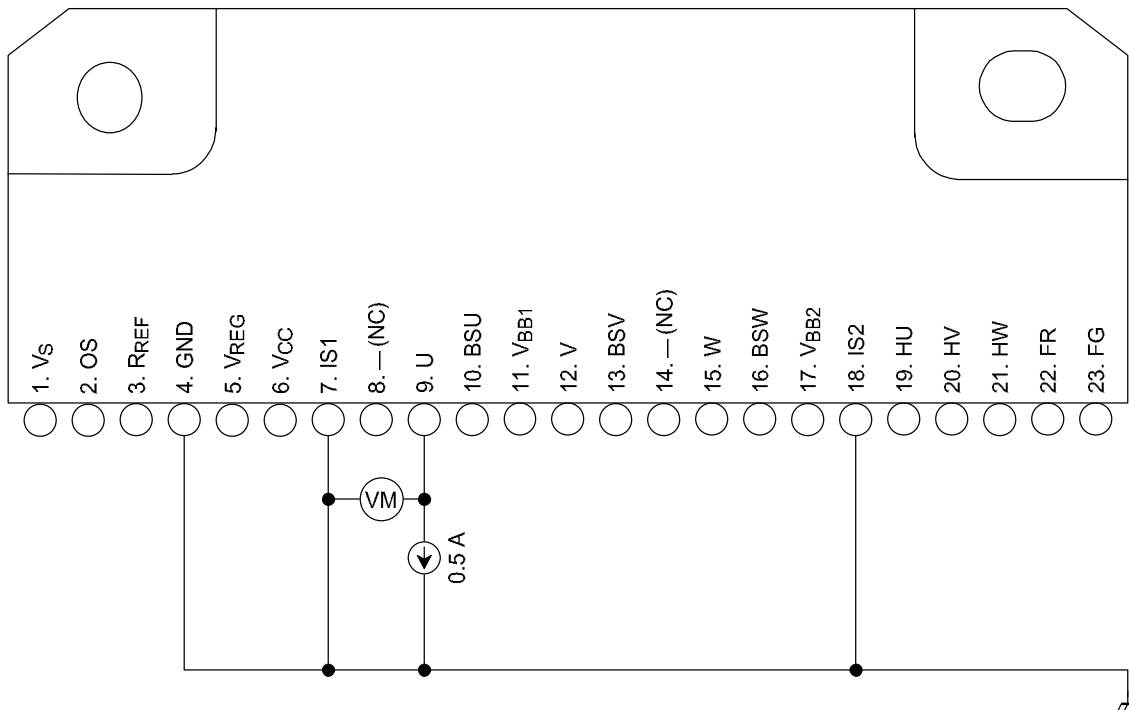 1. VS
2. OS
3. RREF
4. GND
5. VREG
6. VCC
7. IS1
8. —(NC)
9. U
10. BSU
11. VBB1
12. V
13. BSV
14. —(NC)
15. W
16. BSW
17. VBB2
18. IS2
19. HU
20. HV
21. HW
22. FR
23. FG
VM
0.5 A